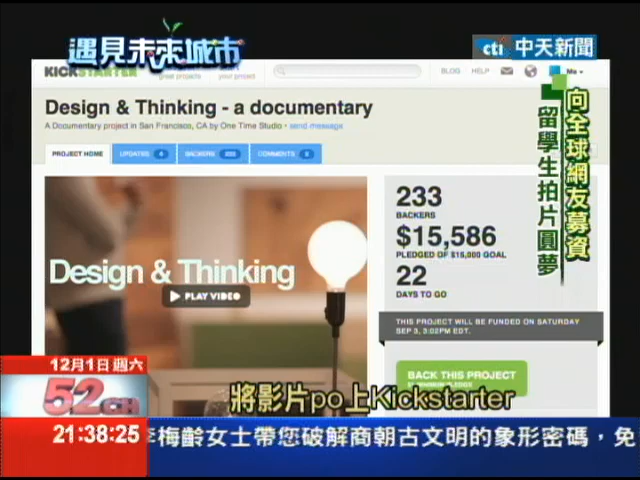 遇見未來城市
cti 中天新聞
向全球網友募資
留學生拍片圓夢
KICKSTARTER
great projects
your project
BLOG
HELP
Me
Design & Thinking - a documentary
A Documentary project in San Francisco, CA by One Time Studio • send message
PROJECT HOME
UPDATES
BACKERS
COMMENTS
Design & Thinking
PLAY VIDEO
233
BACKERS
$15,586
PLEDGED OF $15,000 GOAL
22
DAYS TO GO
THIS PROJECT WILL BE FUNDED ON SATURDAY
SEP 3, 3:02PM EDT.
BACK THIS PROJECT
將影片po上Kickstarter
12月1日 週六
52CH
21:38:25
李梅齡女士帶您破解商朝古文明的象形密碼，免